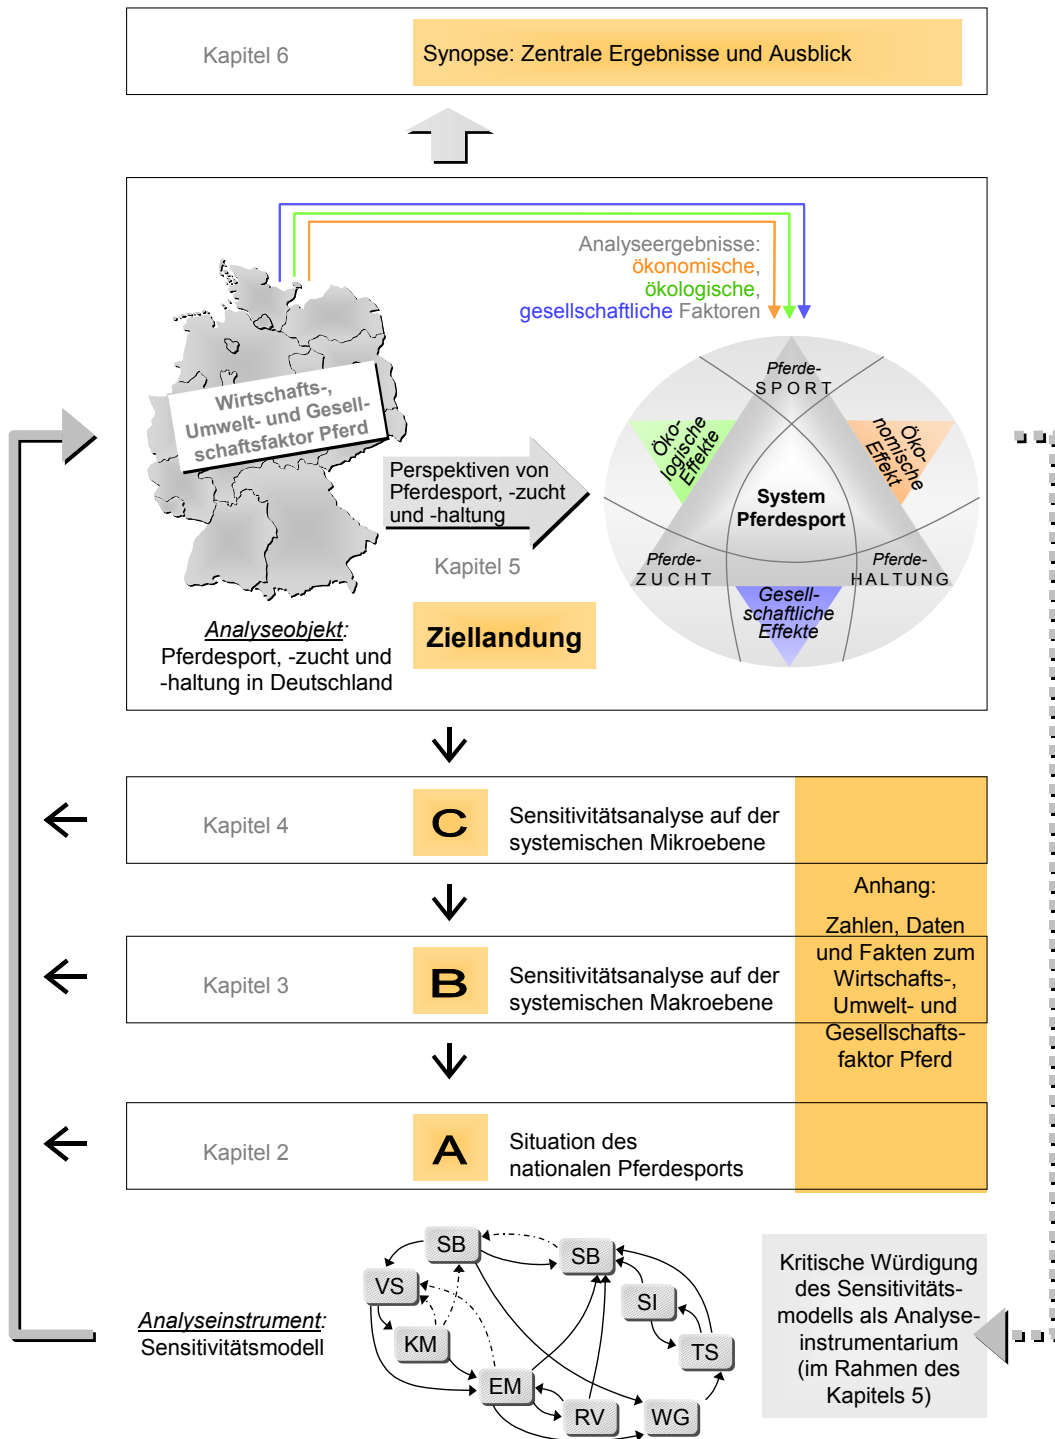 Kapitel 6
Synopse: Zentrale Ergebnisse und Ausblick
Analyseergebnisse:
ökonomische,
ökologische,
gesellschaftliche Faktoren
Wirtschafts-,
Umwelt- und Gesell-
schaftsfaktor Pferd
Perspektiven von
Pferdesport, -zucht
und -haltung
Kapitel 5
Ziellandung
Analyseobjekt:
Pferdesport, -zucht und
-haltung in Deutschland
Pferde-
SPORT
Öko-
logische
Effekte
Öko-
nomische
Effekt
System
Pferdesport
Pferde-
ZUCHT
Pferde-
HALTUNG
Gesell-
schaftliche
Effekte
Kapitel 4
C
Sensitivitätsanalyse auf der
systemischen Mikroebene
Kapitel 3
B
Sensitivitätsanalyse auf der
systemischen Makroebene
Kapitel 2
A
Situation des
nationalen Pferdesports
Anhang:
Zahlen, Daten
und Fakten zum
Wirtschafts-,
Umwelt- und
Gesellschafts-
faktor Pferd
Analyseinstrument:
Sensitivitätsmodell
SB
SB
VS
SI
KM
TS
EM
RV
WG
Kritische Würdigung
des Sensitivitäts-
modells als Analyse-
instrumentarium
(im Rahmen des
Kapitels 5)